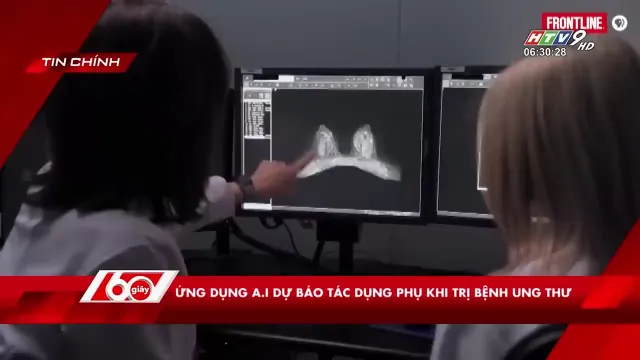 FRONTLINE
PBS
HTV9 HD
06:30:28
TIN CHÍNH
60 giây
ỨNG DỤNG A.I DỰ BÁO TÁC DỤNG PHỤ KHI TRỊ BỆNH UNG THƯ